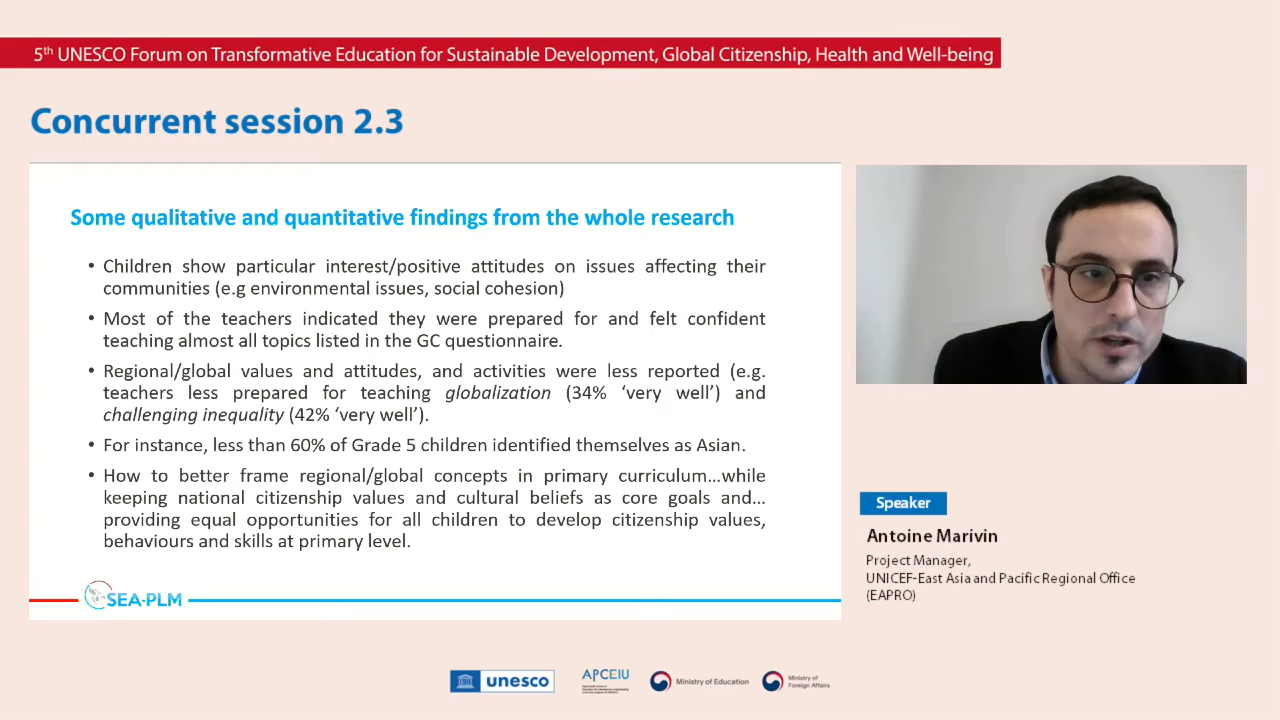 5th UNESCO Forum on Transformative Education for Sustainable Development, Global Citizenship, Health and Well-being
Concurrent session 2.3
Some qualitative and quantitative findings from the whole research
• Children show particular interest/positive attitudes on issues affecting their
communities (e.g environmental issues, social cohesion)
• Most of the teachers indicated they were prepared for and felt confident
teaching almost all topics listed in the GC questionnaire.
• Regional/global values and attitudes, and activities were less reported (e.g.
teachers less prepared for teaching globalization (34% ‘very well’) and
challenging inequality (42% ‘very well’).
• For instance, less than 60% of Grade 5 children identified themselves as Asian.
• How to better frame regional/global concepts in primary curriculum…while
keeping national citizenship values and cultural beliefs as core goals and…
providing equal opportunities for all children to develop citizenship values,
behaviours and skills at primary level.
SEA-PLM
Speaker
Antoine Marivin
Project Manager,
UNICEF-East Asia and Pacific Regional Office
(EAPRO)
unesco
APCEIU
Ministry of Education
Ministry of
Foreign Affairs